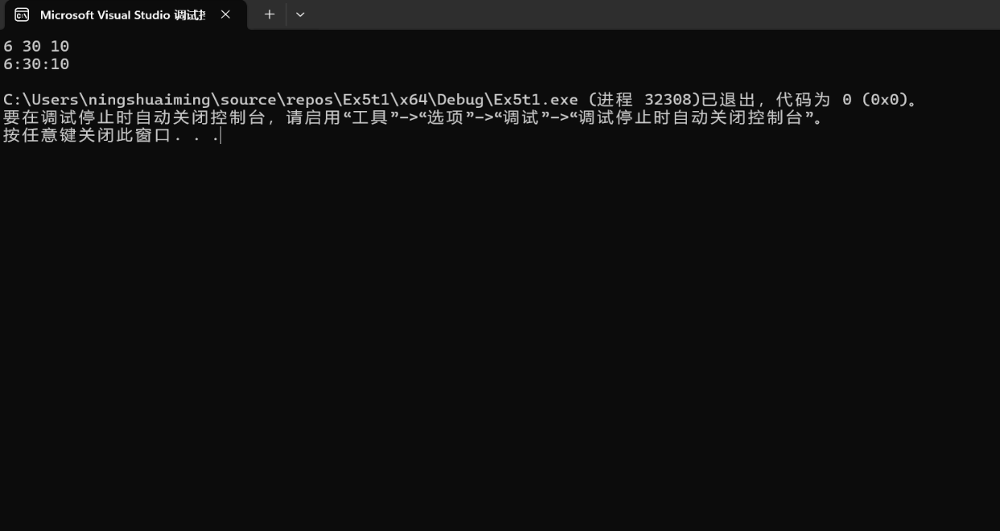 Microsoft Visual Studio 调试
6 30 10
6:30:10
C:\Users\ningshuaiming\source\repos\Ex5t1\x64\Debug\Ex5t1.exe (进程 32308)已退出，代码为 0 (0x0)。
要在调试停止时自动关闭控制台，请启用“工具”->“选项”->“调试”->“调试停止时自动关闭控制台”。
按任意键关闭此窗口. . .